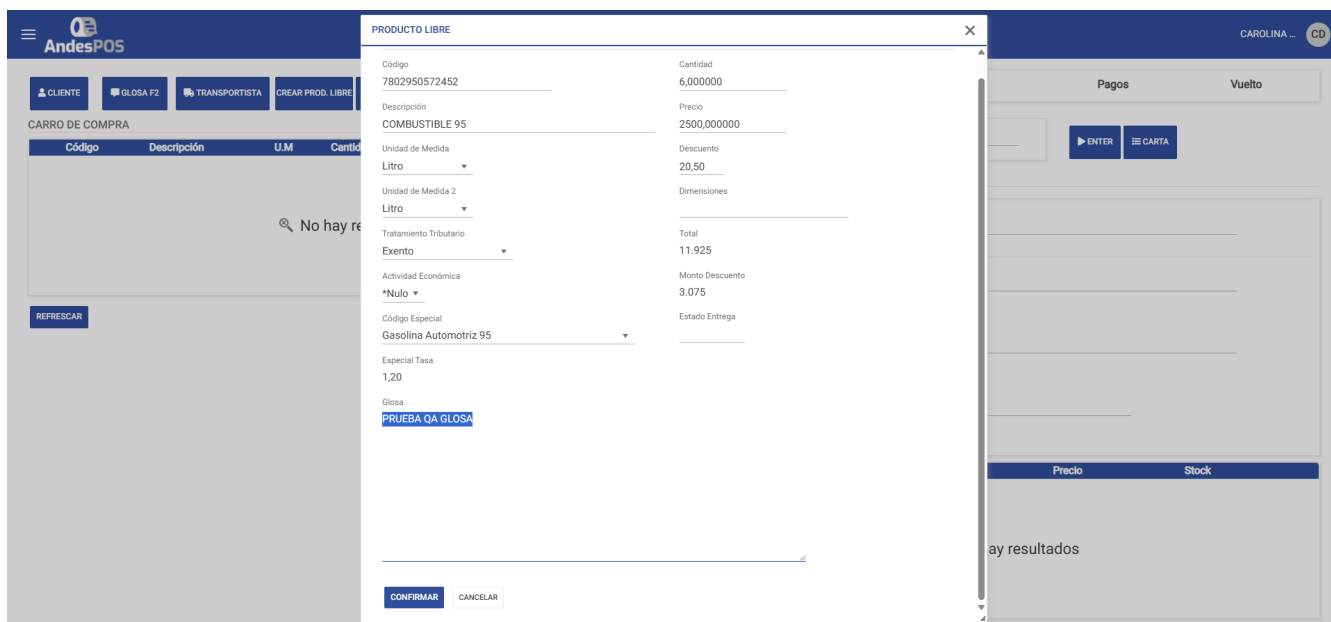 AndesPOS
PRODUCTO LIBRE
CAROLINA ...
CD
CLIENTE
GLOSA F2
TRANSPORTISTA
CREAR PROD. LIBRE
CARRO DE COMPRA
Código Descripción U.M Cantid
No hay re
REFRESCAR
Código
7802950572452
Cantidad
6,000000
Descripción
COMBUSTIBLE 95
Precio
2500,000000
Unidad de Medida
Litro
Descuento
20,50
Unidad de Medida 2
Litro
Dimensiones
Tratamiento Tributario
Exento
Total
11.925
Actividad Económica
*Nulo
Monto Descuento
3.075
Código Especial
Gasolina Automotriz 95
Estado Entrega
Especial Tasa
1,20
Glosa
PRUEBA QA GLOSA
CONFIRMAR
CANCELAR
Pagos Vuelto
ENTER
CARTA
Precio Stock
ay resultados